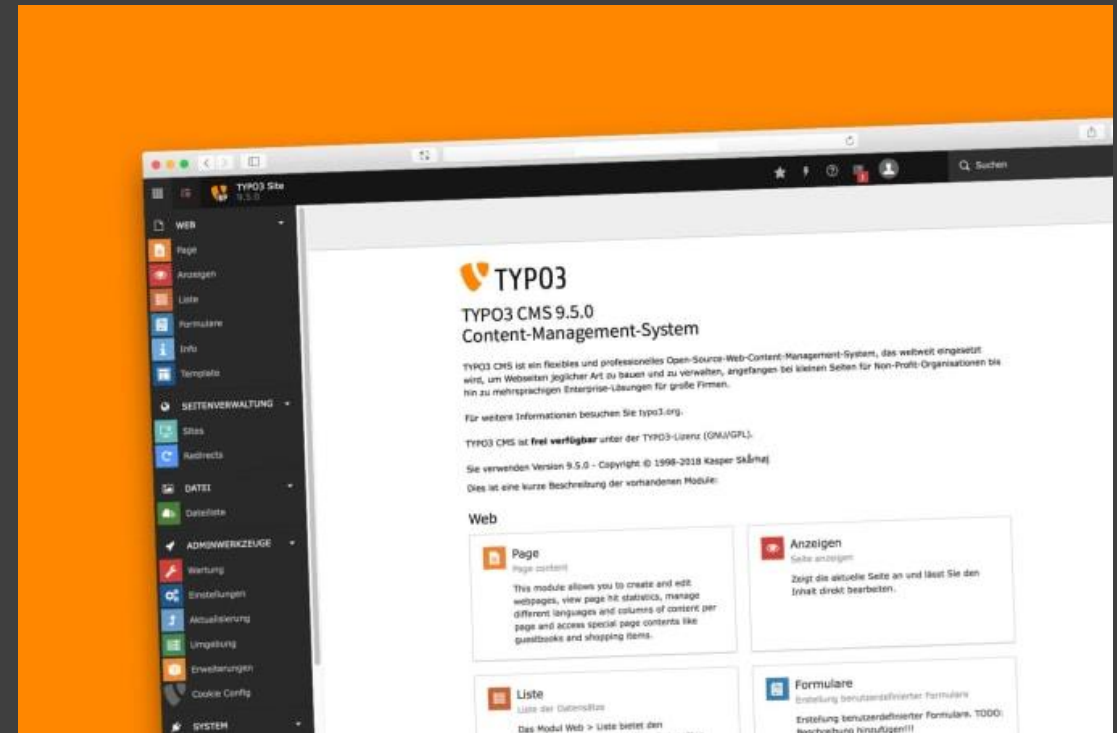 TYPO3 Site
9.5.0
Suchen
WEB
Page
Anzeigen
Liste
Formulare
Info
Template
SEITENVERWALTUNG
Sites
Redirects
DATEI
Dateiliste
ADMINWERKZEUGE
Wartung
Einstellungen
Aktualisierung
Umgebung
Erweiterungen
Cookie Config
SYSTEM
TYPO3
TYPO3 CMS 9.5.0
Content-Management-System
TYPO3 CMS ist ein flexibles und professionelles Open-Source-Web-Content-Management-System, das weltweit eingesetzt
wird, um Webseiten jeglicher Art zu bauen und zu verwalten, angefangen bei kleinen Seiten für Non-Profit-Organisationen bis
hin zu mehrsprachigen Enterprise-Lösungen für große Firmen.
Für weitere Informationen besuchen Sie typo3.org.
TYPO3 CMS ist frei verfügbar unter der TYPO3-Lizenz (GNU/GPL).
Sie verwenden Version 9.5.0 - Copyright © 1998-2018 Kasper Skårhøj
Dies ist eine kurze Beschreibung der vorhandenen Module:
Web
Page
Page content
This module allows you to create and edit
webpages, view page hit statistics, manage
different languages and columns of content per
page and access special page contents like
guestbooks and shopping items.
Anzeigen
Seite anzeigen
Zeigt die aktuelle Seite an und lässt Sie den
Inhalt direkt bearbeiten.
Liste
Liste der Datensätze
Das Modul Web > Liste bietet den
Formulare
Erstellung benutzerdefinierter Formulare
Erstellung benutzerdefinierter Formulare. TODO:
Beschreibung hinzufügen!!!